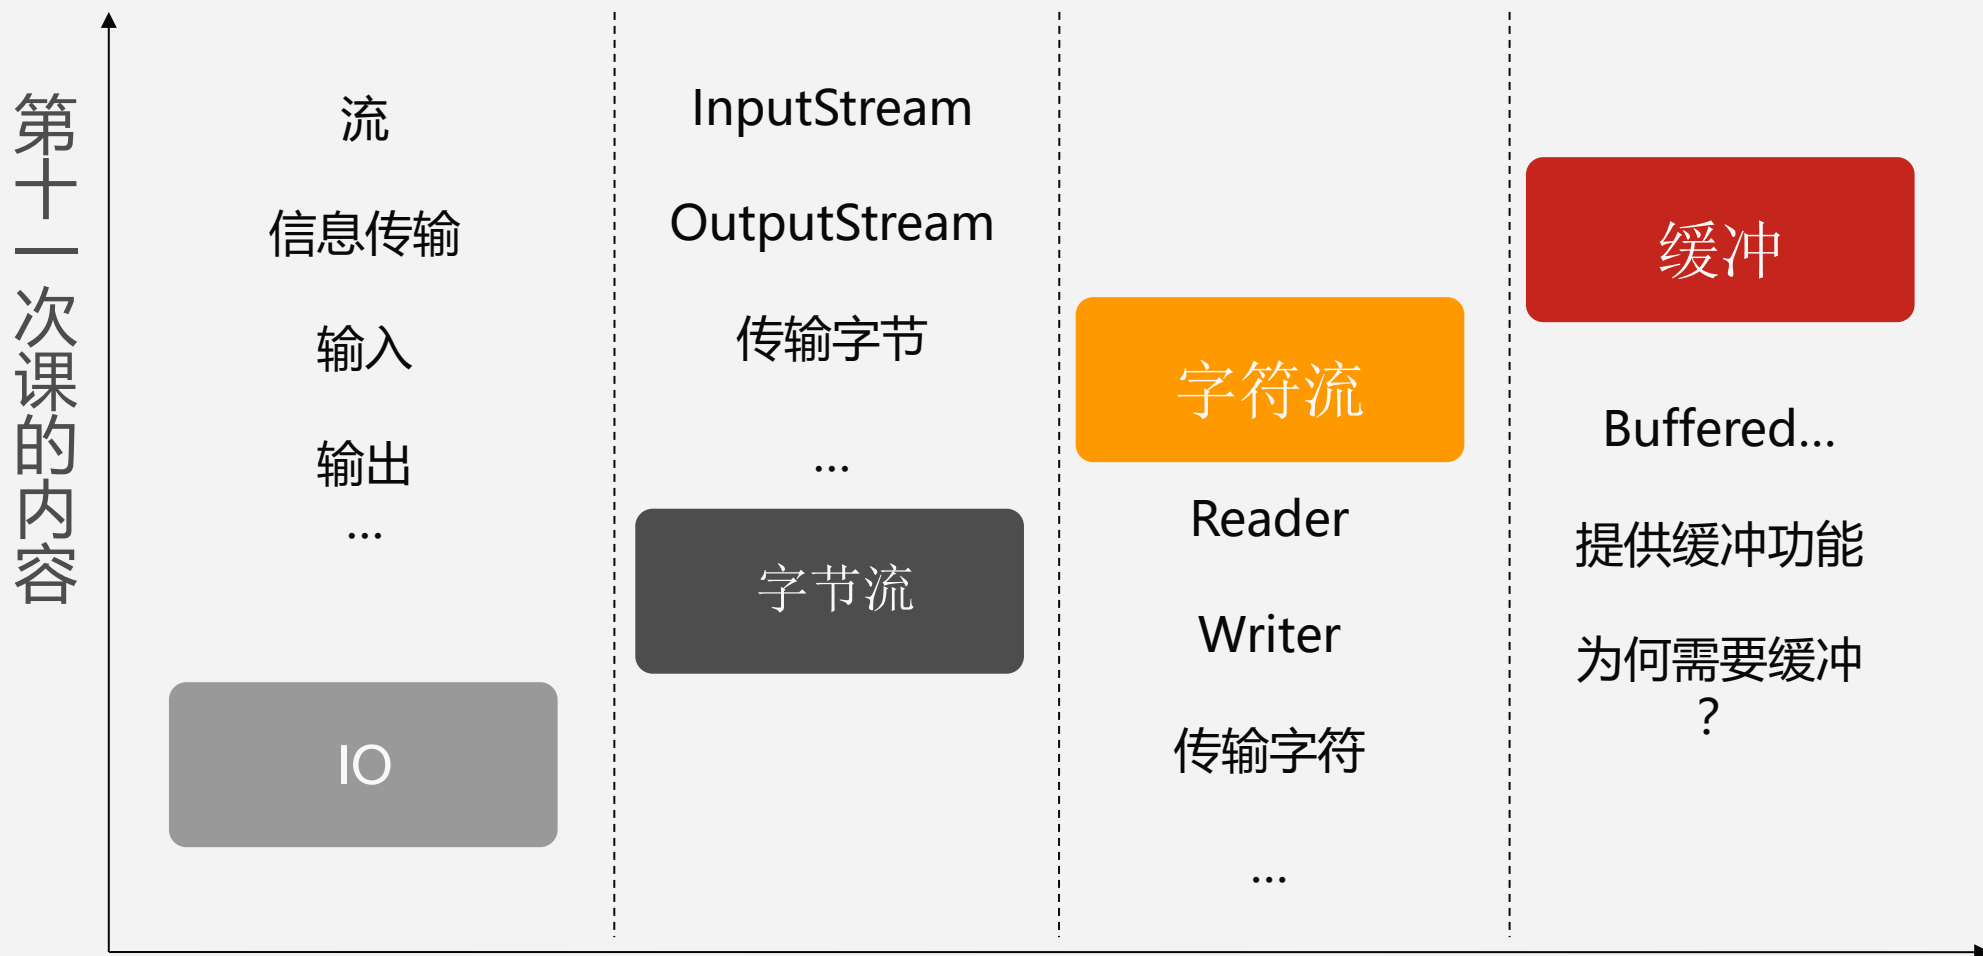 第十一次课的内容
流
信息传输
输入
输出
...
IO
InputStream
OutputStream
传输字节
...
字节流
字符流
Reader
Writer
传输字符
...
缓冲
Buffered...
提供缓冲功能
为何需要缓冲
？